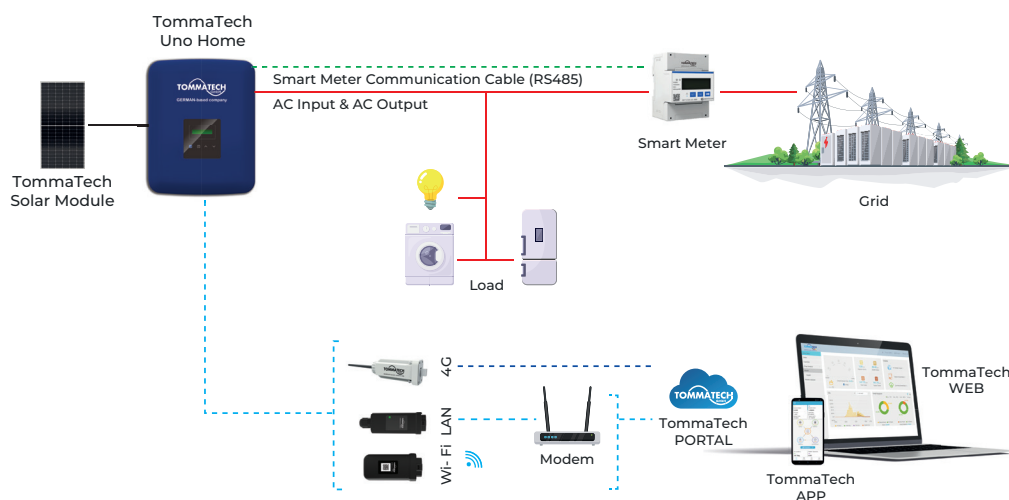 TommaTech
Uno Home
TOMMATECH
GERMAN based company
Smart Meter Communication Cable (RS485)
AC Input & AC Output
TommaTech
Solar Module
Smart Meter
Grid
Load
4G
LAN
Wi-Fi
Modem
TOMMATECH
TommaTech
PORTAL
TommaTech
WEB
TommaTech
APP